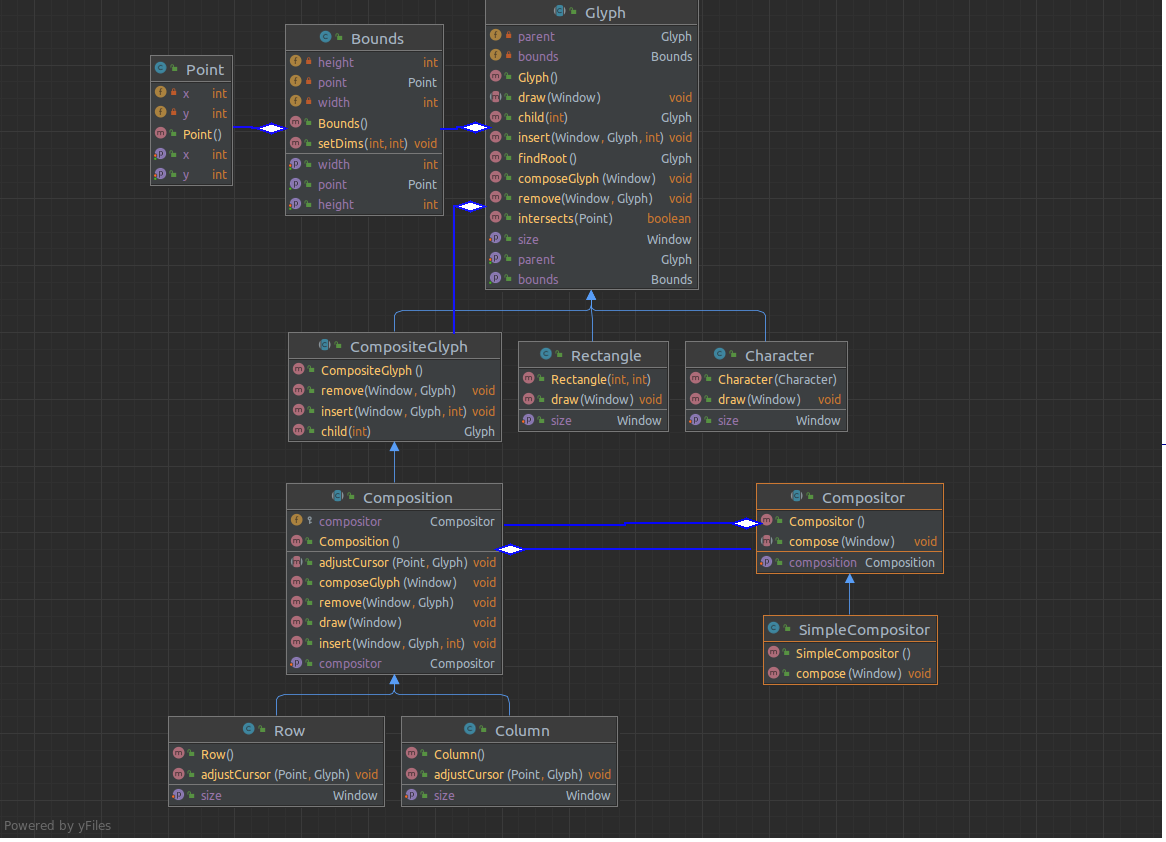 Glyph
parent Glyph
bounds Bounds
Glyph()
draw(Window) void
child(int) Glyph
insert(Window, Glyph, int) void
findRoot() Glyph
composeGlyph (Window) void
remove(Window, Glyph) void
intersects(Point) boolean
size Window
parent Glyph
bounds Bounds
Bounds
height int
point Point
width int
Bounds()
setDims(int, int) void
width int
point Point
height int
Point
x int
y int
Point()
x int
y int
CompositeGlyph
CompositeGlyph ()
remove(Window, Glyph) void
insert(Window, Glyph, int) void
child(int) Glyph
Rectangle
Rectangle(int, int)
draw(Window) void
size Window
Character
Character(Character)
draw(Window) void
size Window
Composition
compositor Compositor
Composition ()
adjustCursor (Point, Glyph) void
composeGlyph (Window) void
remove(Window, Glyph) void
draw(Window) void
insert(Window, Glyph, int) void
compositor Compositor
Compositor
Compositor ()
compose (Window) void
composition Composition
SimpleCompositor
SimpleCompositor ()
compose (Window) void
Row
Row()
adjustCursor (Point, Glyph) void
size Window
Column
Column()
adjustCursor (Point, Glyph) void
size Window
Powered by yFiles